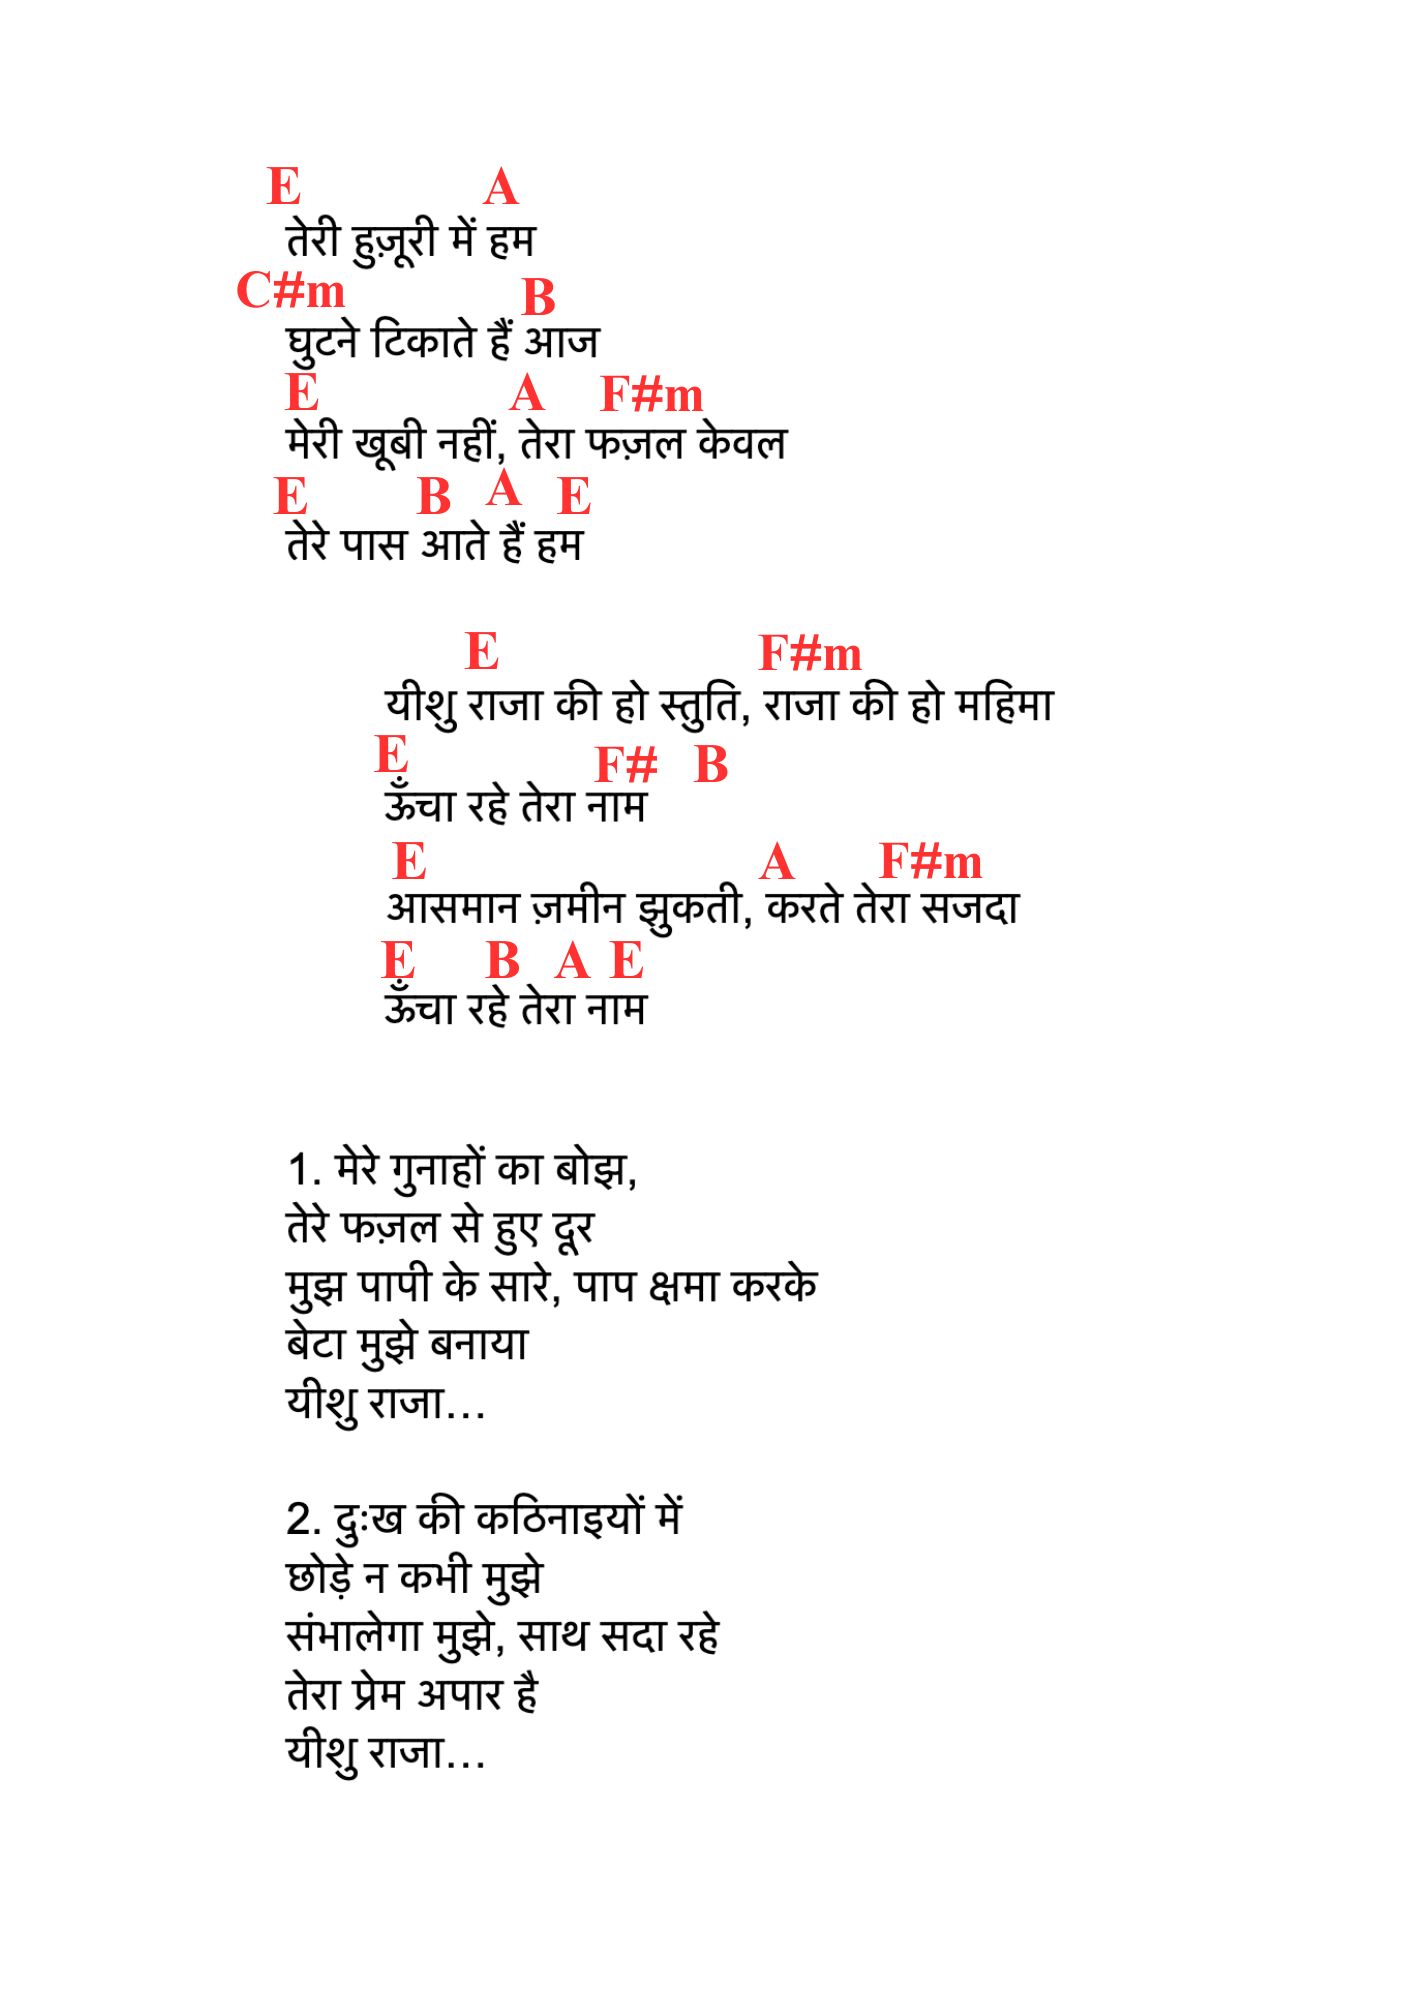 E A
तेरी हुज़ूरी में हम
C#m B
घुटने टिकाते हैं आज
E A F#m
मेरी खूबी नहीं, तेरा फज़ल केवल
E B A E
तेरे पास आते हैं हम
E F#m
यीशु राजा की हो स्तुति, राजा की हो महिमा
E F# B
ऊँचा रहे तेरा नाम
E A F#m
आसमान ज़मीन झुकती, करते तेरा सजदा
E B A E
ऊँचा रहे तेरा नाम
1. मेरे गुनाहों का बोझ,
तेरे फज़ल से हुए दूर
मुझ पापी के सारे, पाप क्षमा करके
बेटा मुझे बनाया
यीशु राजा…
2. दुःख की कठिनाइयों में
छोड़े न कभी मुझे
संभालेगा मुझे, साथ सदा रहे
तेरा प्रेम अपार है
यीशु राजा…